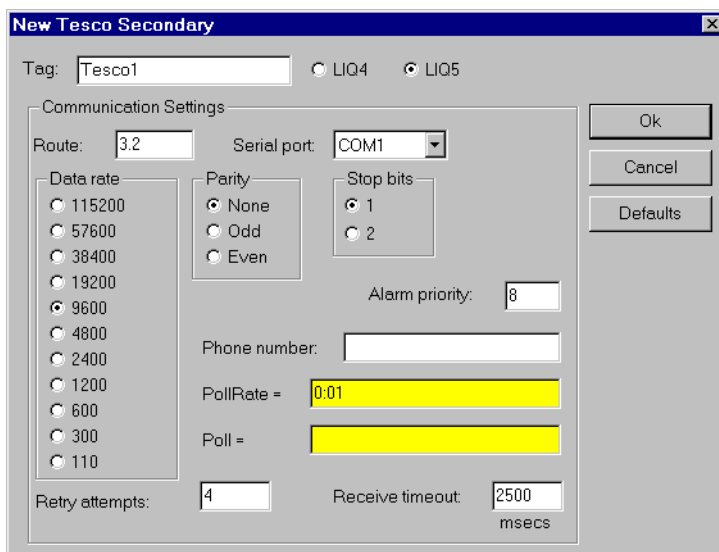 New Tesco Secondary
Tag: Tesco1 LIQ4 LIQ5
Communication Settings
Route: 3.2 Serial port: COM1
Data rate
115200
57600
38400
19200
9600
4800
2400
1200
600
300
110
Parity
None
Odd
Even
Stop bits
1
2
Alarm priority: 8
Phone number:
PollRate = 0:01
Poll =
Retry attempts: 4 Receive timeout: 2500
msecs
Ok
Cancel
Defaults